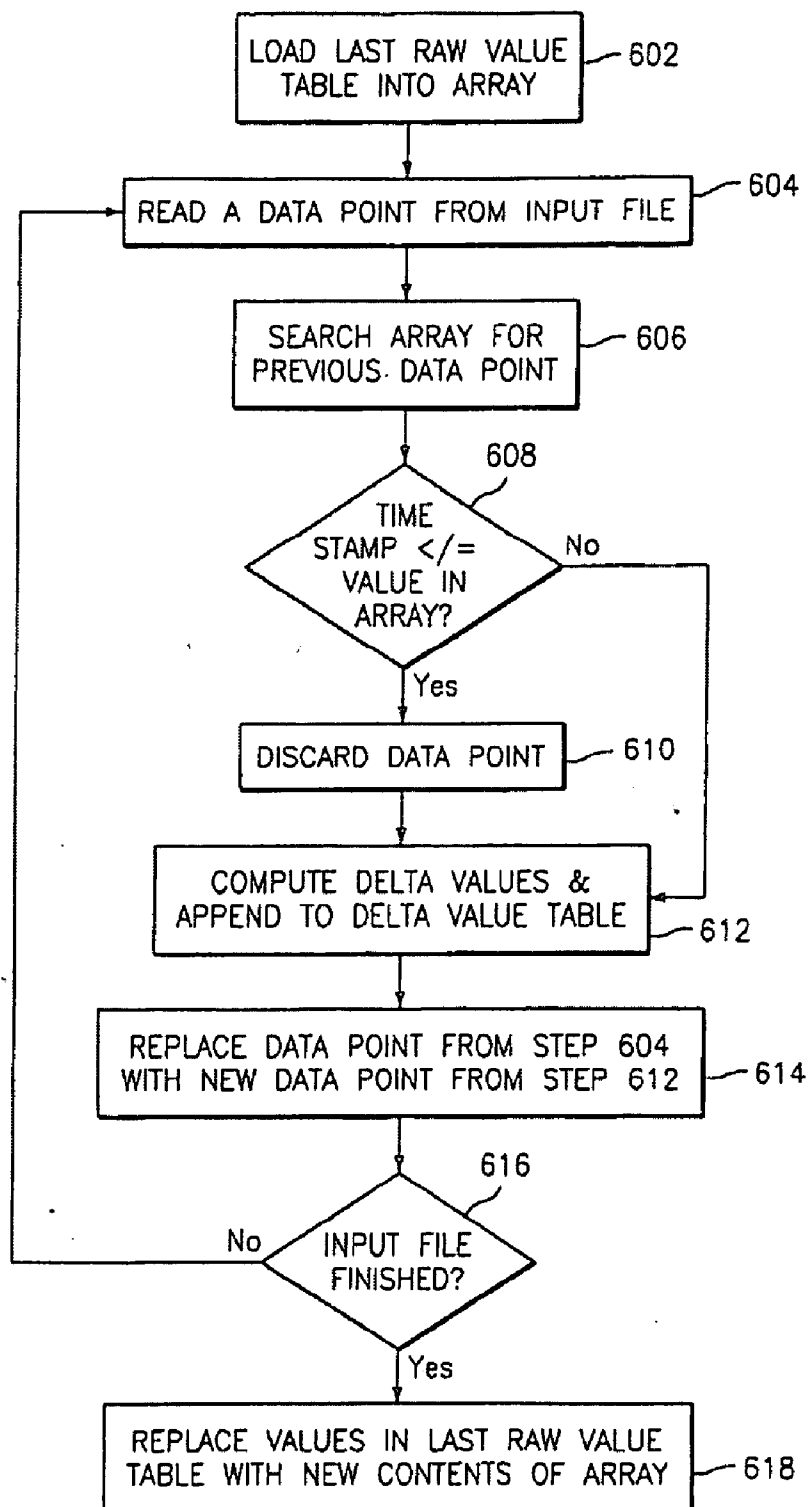 LOAD LAST RAW VALUE
TABLE INTO ARRAY
602
READ A DATA POINT FROM INPUT FILE
604
SEARCH ARRAY FOR
PREVIOUS DATA POINT
606
608
TIME
STAMP </=
VALUE IN
ARRAY?
No
Yes
DISCARD DATA POINT
610
COMPUTE DELTA VALUES &
APPEND TO DELTA VALUE TABLE
612
REPLACE DATA POINT FROM STEP 604
WITH NEW DATA POINT FROM STEP 612
614
616
No
INPUT FILE
FINISHED?
Yes
REPLACE VALUES IN LAST RAW VALUE
TABLE WITH NEW CONTENTS OF ARRAY
618